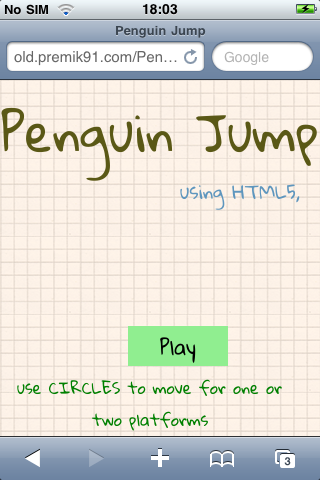 No SIM 18:03
Penguin Jump
old.premik91.com/Pen... Google
Penguin Jump
using HTML5,
Play
use CIRCLES to move for one or
two platforms
3